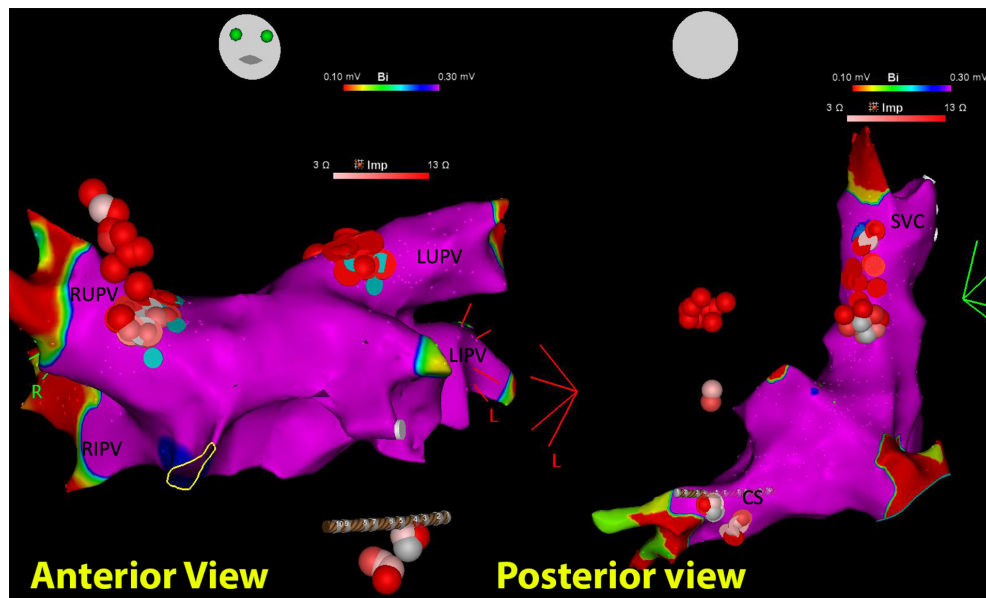 0.10 mV Bi 0.30 mV
3 Ω Imp 13 Ω
RUPV
LUPV
LIPV
R
RIPV
L
L
Anterior View
0.10 mV Bi 0.30 mV
3 Ω Imp 13 Ω
SVC
CS
Posterior view